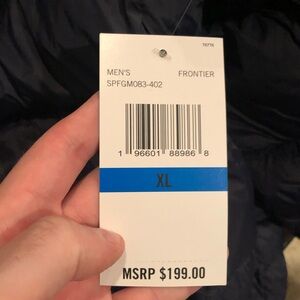 MEN'S FRONTIER
SPFGM083-402
1 96601 88986 8
XL
MSRP $199.00